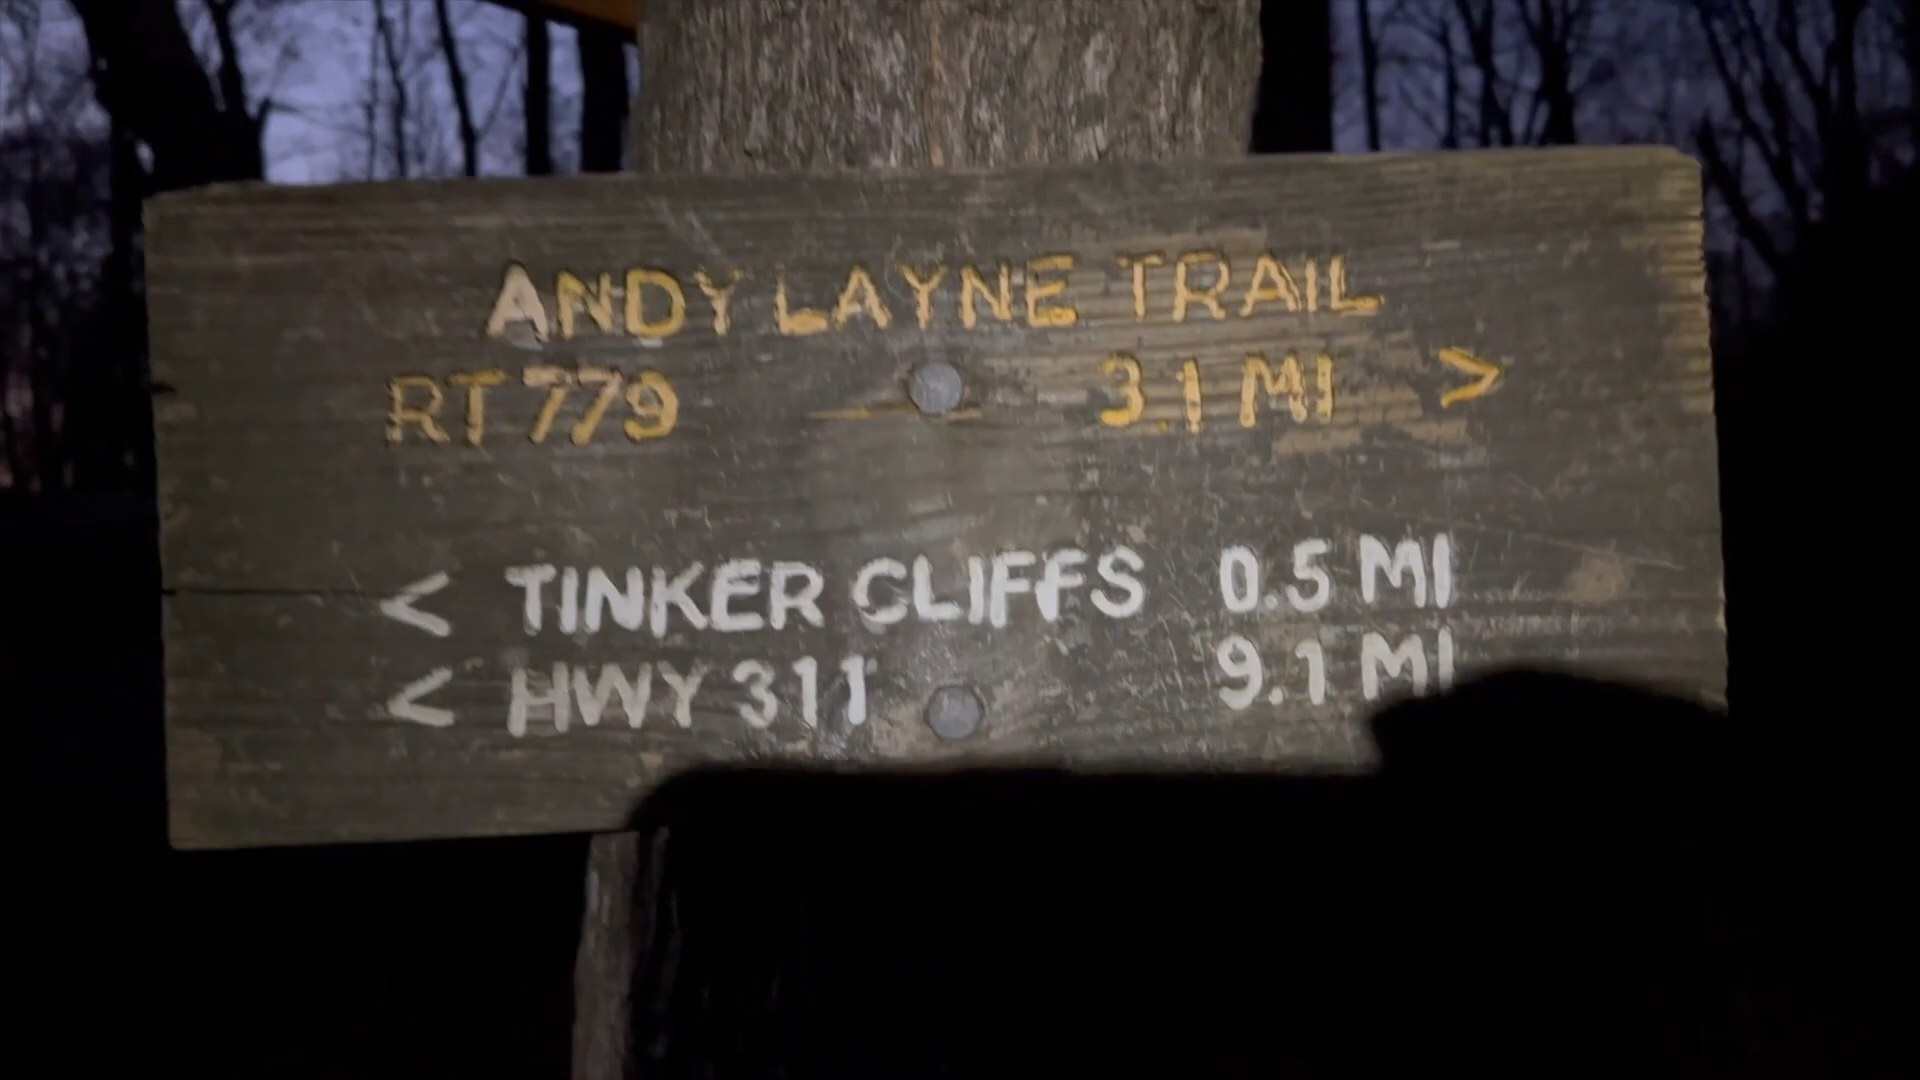 ANDY LAYNE TRAIL
RT 779 3.1 MI >
< TINKER CLIFFS 0.5 MI
< HWY 311 9.1 MI